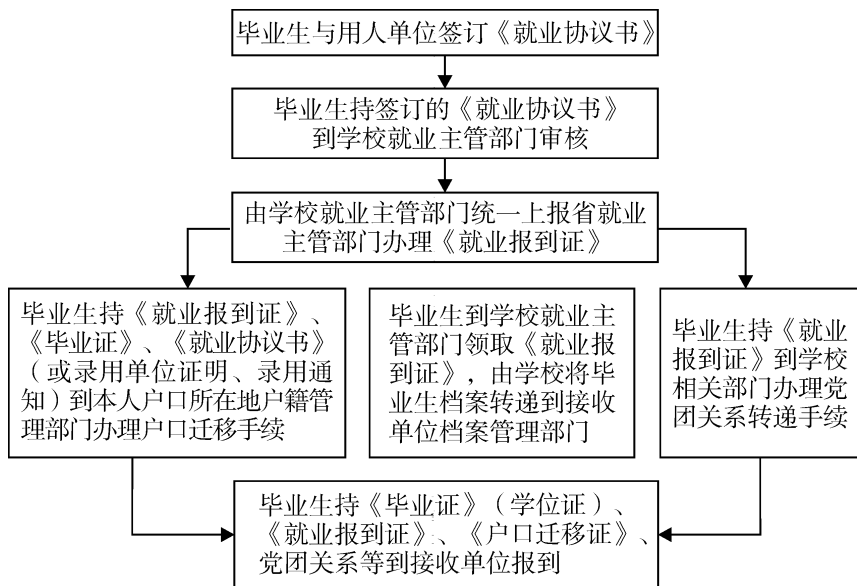 毕业生与用人单位签订《就业协议书》
毕业生持签订的《就业协议书》
到学校就业主管部门审核
由学校就业主管部门统一上报省就业
主管部门办理《就业报到证》
毕业生持《就业报到证》、
《毕业证》、《就业协议书》
（或录用单位证明、录用通
知）到本人户口所在地户籍管
理部门办理户口迁移手续
毕业生到学校就业主
管部门领取《就业报
到证》，由学校将毕
业生档案转递到接收
单位档案管理部门
毕业生持《就业
报到证》到学校
相关部门办理党
团关系转递手续
毕业生持《毕业证》（学位证）、
《就业报到证》、《户口迁移证》、
党团关系等到接收单位报到